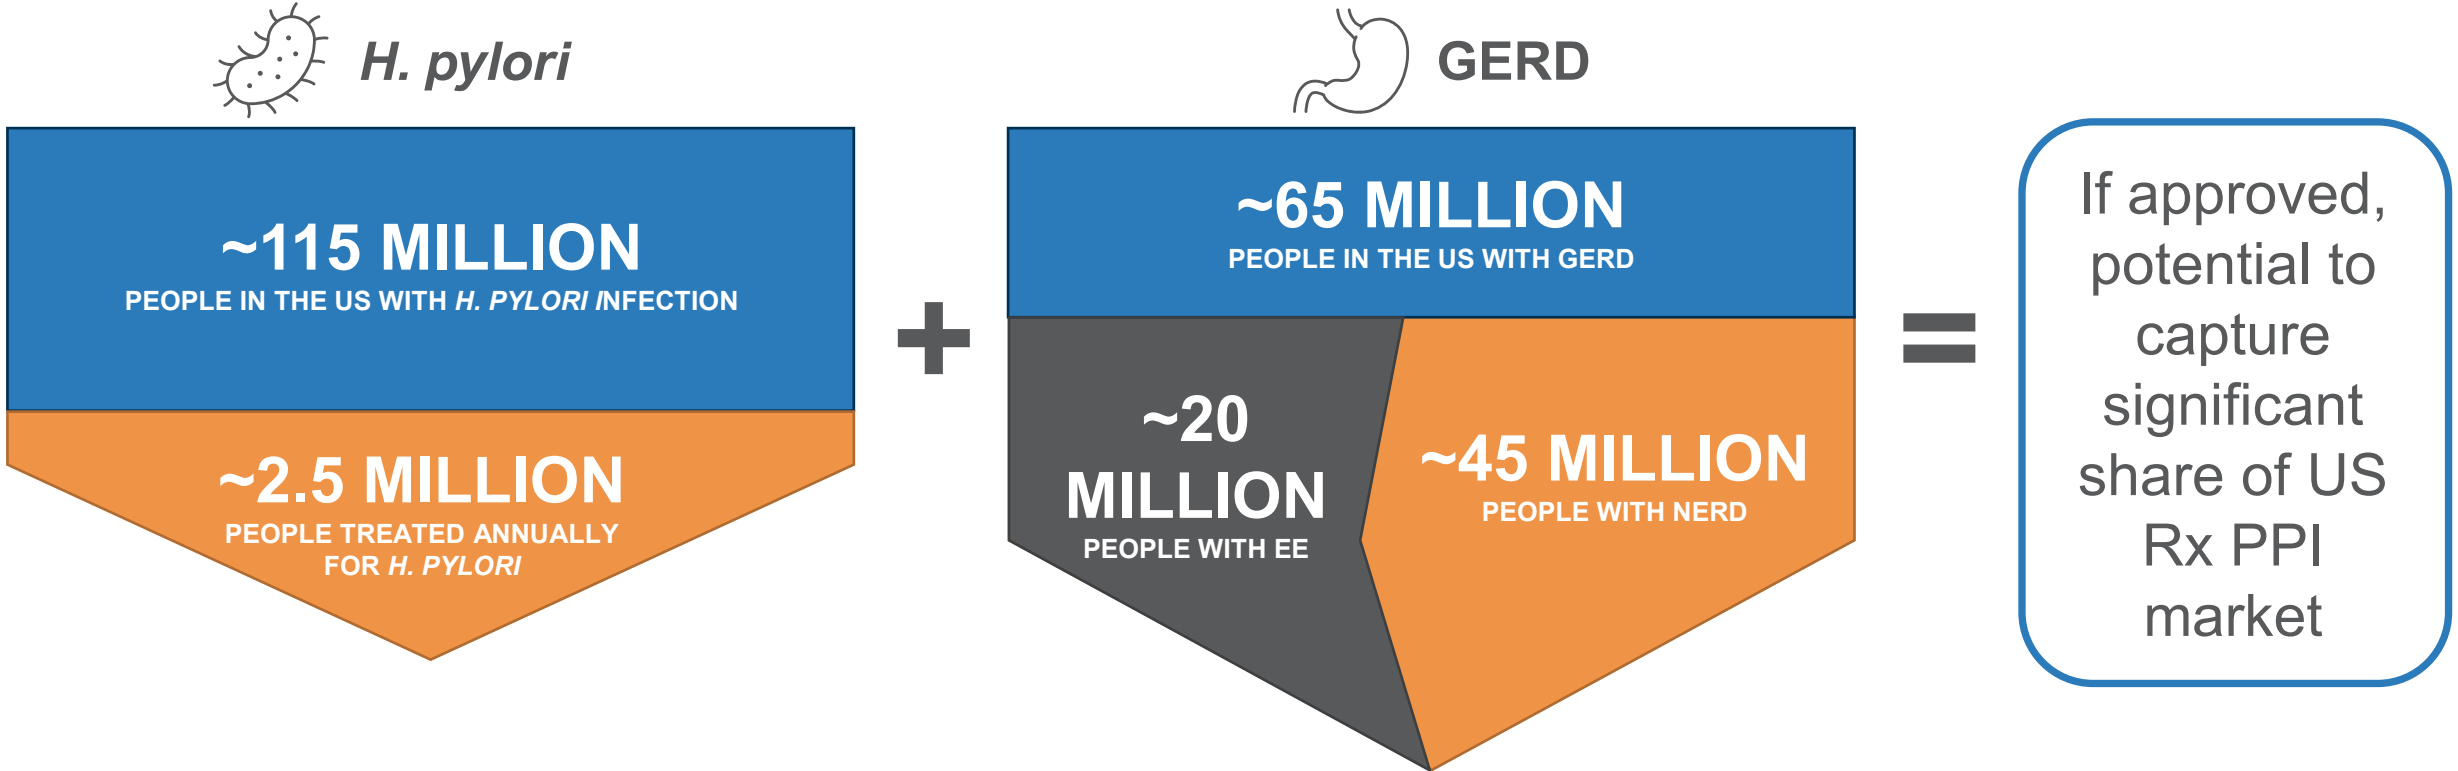 H. pylori
~115 MILLION
PEOPLE IN THE US WITH H. PYLORI INFECTION
~2.5 MILLION
PEOPLE TREATED ANNUALLY
FOR H. PYLORI
GERD
~65 MILLION
PEOPLE IN THE US WITH GERD
~20
MILLION
PEOPLE WITH EE
~45 MILLION
PEOPLE WITH NERD
If approved,
potential to
capture
significant
share of US
Rx PPI
market